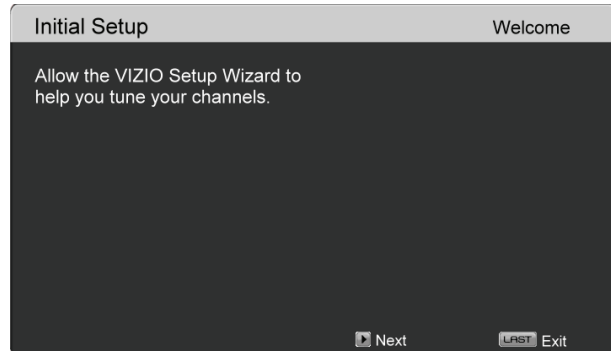 Initial Setup
Welcome
Allow the VIZIO Setup Wizard to
help you tune your channels.
Next
LAST Exit